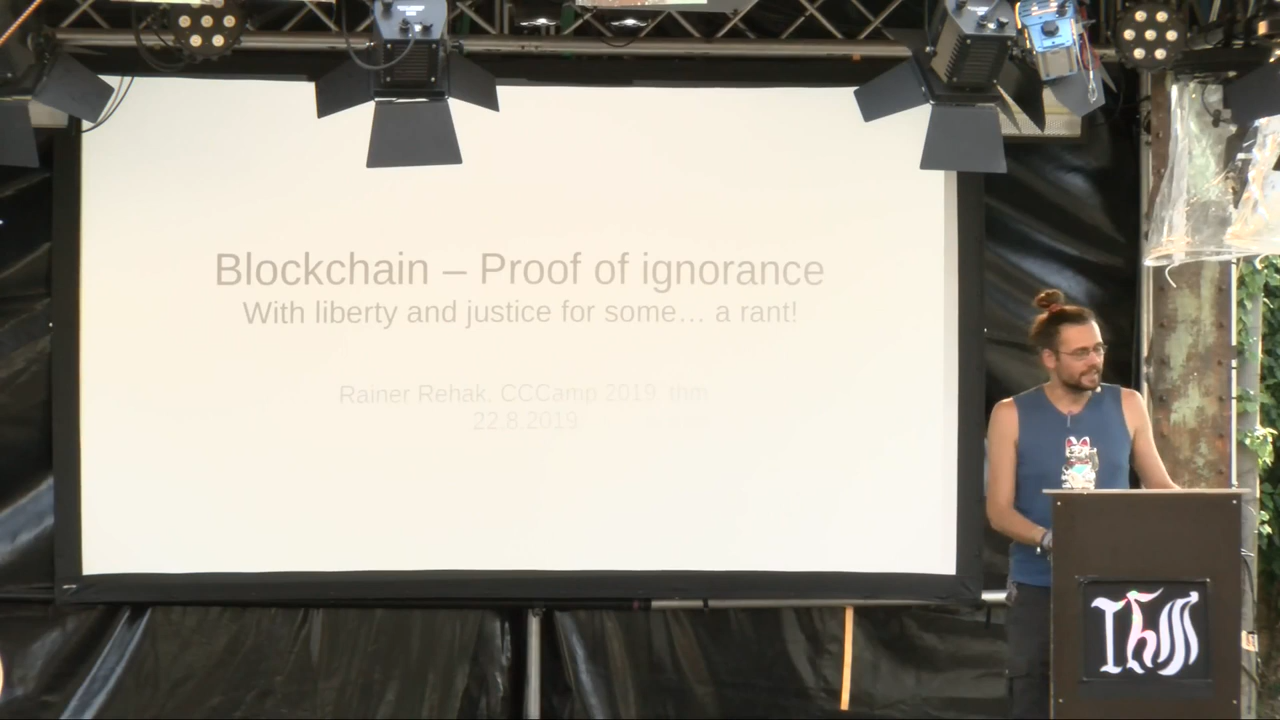 Blockchain – Proof of ignorance
With liberty and justice for some… a rant!
Rainer Rehak, CCCamp 2019, thm
22.8.2019
thm